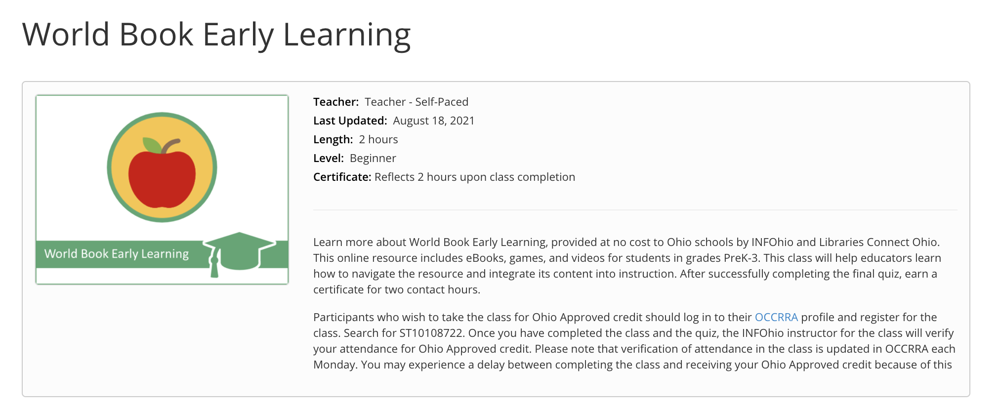 World Book Early Learning
World Book Early Learning
Teacher: Teacher - Self-Paced
Last Updated: August 18, 2021
Length: 2 hours
Level: Beginner
Certificate: Reflects 2 hours upon class completion
Learn more about World Book Early Learning, provided at no cost to Ohio schools by INFOhio and Libraries Connect Ohio.
This online resource includes eBooks, games, and videos for students in grades PreK-3. This class will help educators learn
how to navigate the resource and integrate its content into instruction. After successfully completing the final quiz, earn a
certificate for two contact hours.
Participants who wish to take the class for Ohio Approved credit should log in to their OCCRRA profile and register for the
class. Search for ST10108722. Once you have completed the class and the quiz, the INFOhio instructor for the class will verify
your attendance for Ohio Approved credit. Please note that verification of attendance in the class is updated in OCCRRA each
Monday. You may experience a delay between completing the class and receiving your Ohio Approved credit because of this